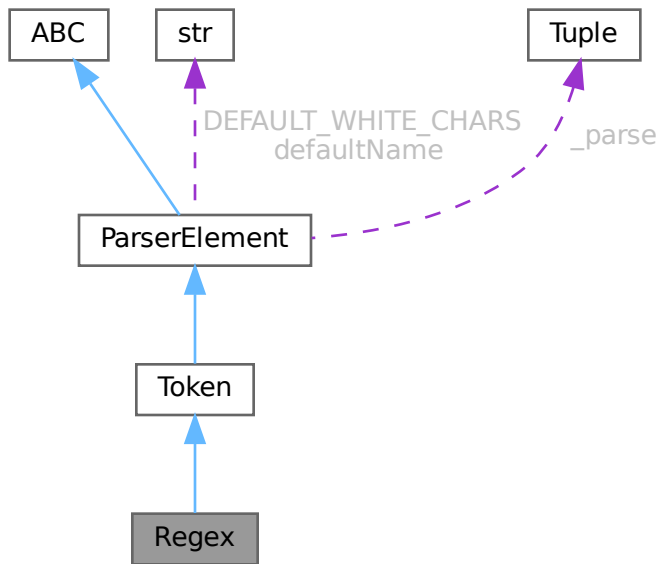 ABC
str
Tuple
DEFAULT_WHITE_CHARS
defaultName
_parse
ParserElement
Token
Regex